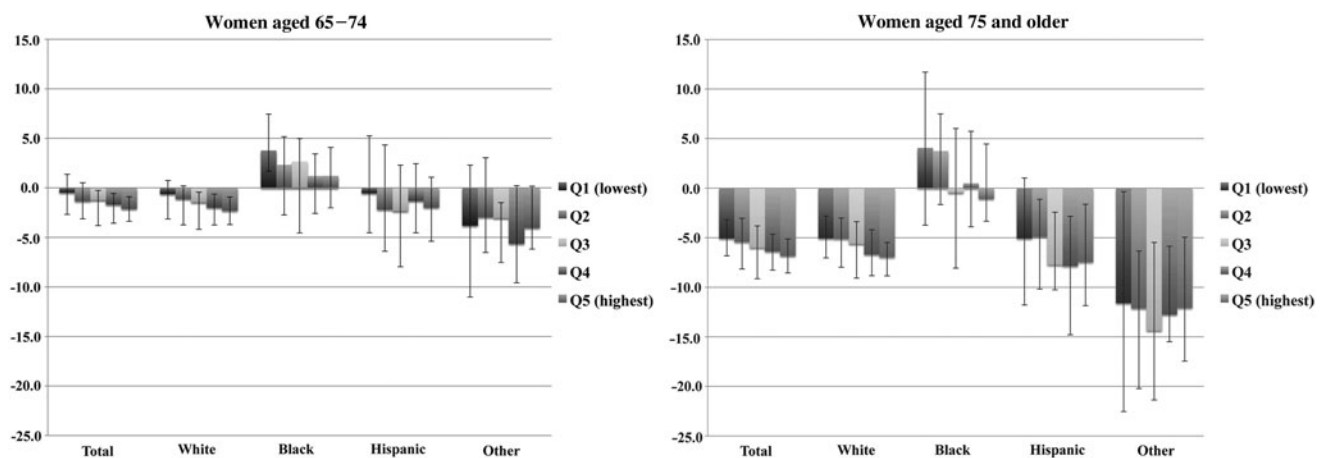 Women aged 65−74
15.0
10.0
5.0
0.0
-5.0
-10.0
-15.0
-20.0
-25.0
Total White Black Hispanic Other
Q1 (lowest)
Q2
Q3
Q4
Q5 (highest)
Women aged 75 and older
15.0
10.0
5.0
0.0
-5.0
-10.0
-15.0
-20.0
-25.0
Total White Black Hispanic Other
Q1 (lowest)
Q2
Q3
Q4
Q5 (highest)